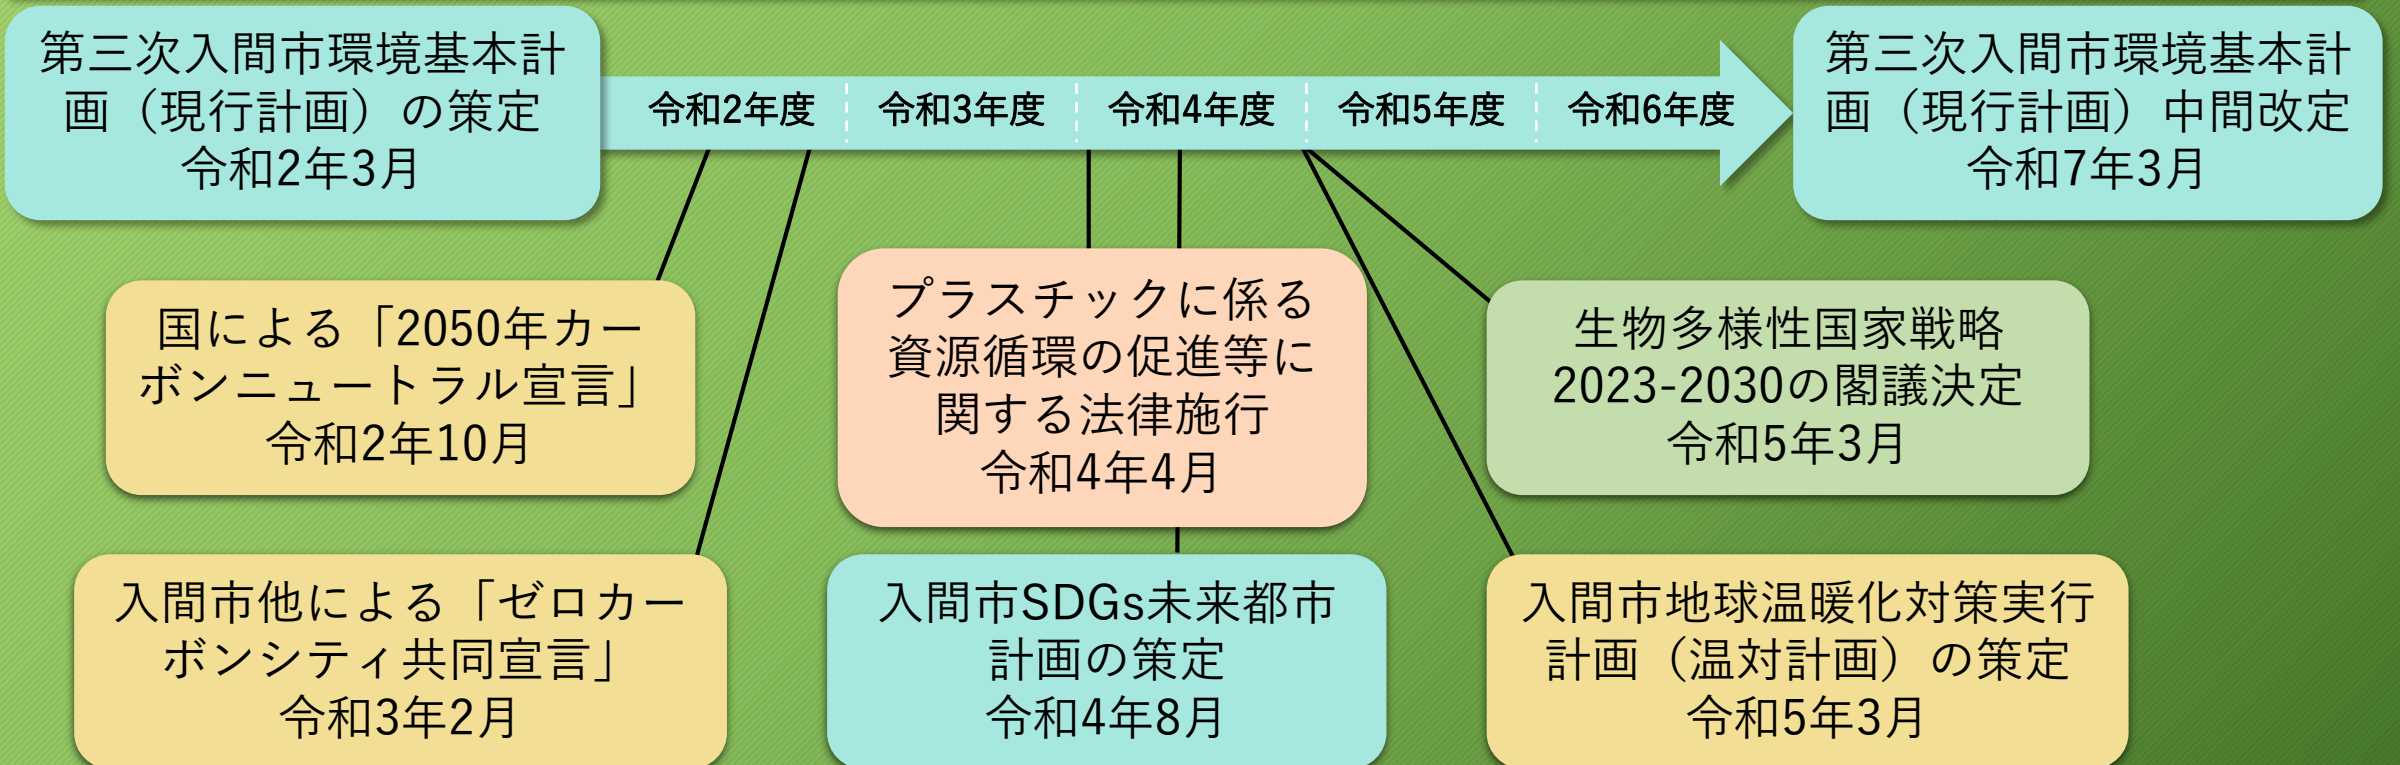 第三次入間市環境基本計
画（現行計画）の策定
令和2年3月
令和2年度
令和3年度
令和4年度
令和5年度
令和6年度
第三次入間市環境基本計
画（現行計画）中間改定
令和7年3月
国による「2050年カー
ボンニュートラル宣言」
令和2年10月
プラスチックに係る
資源循環の促進等に
関する法律施行
令和4年4月
生物多様性国家戦略
2023-2030の閣議決定
令和5年3月
入間市他による「ゼロカー
ボンシティ共同宣言」
令和3年2月
入間市SDGs未来都市
計画の策定
令和4年8月
入間市地球温暖化対策実行
計画（温対計画）の策定
令和5年3月